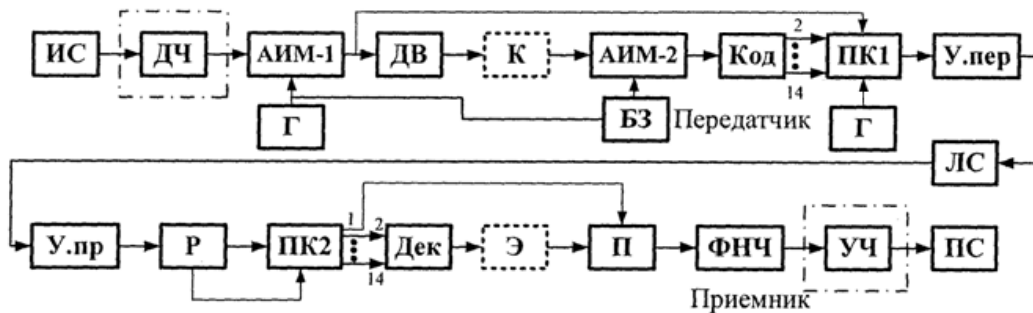 ИС ДЧ АИМ-1 ДВ К АИМ-2 Код 2 14 ПК1 У.пер
Г БЗ Передатчик Г
ЛС
У.пр Р ПК2 1 2 14 Дек Э П ФНЧ УЧ ПС
Приемник